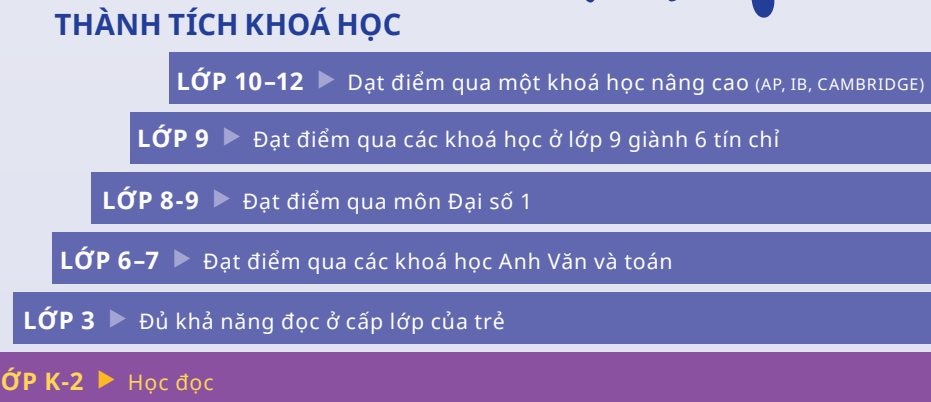 THÀNH TÍCH KHOÁ HỌC
LỚP 10–12 ▶ Dạt điểm qua một khoá học nâng cao (AP, IB, CAMBRIDGE)
LỚP 9 ▶ Đạt điểm qua các khoá học ở lớp 9 giành 6 tín chỉ
LỚP 8-9 ▶ Đạt điểm qua môn Đại số 1
LỚP 6–7 ▶ Đạt điểm qua các khoá học Anh Văn và toán
LỚP 3 ▶ Đủ khả năng đọc ở cấp lớp của trẻ
ỚP K-2 ▶ Học đọc